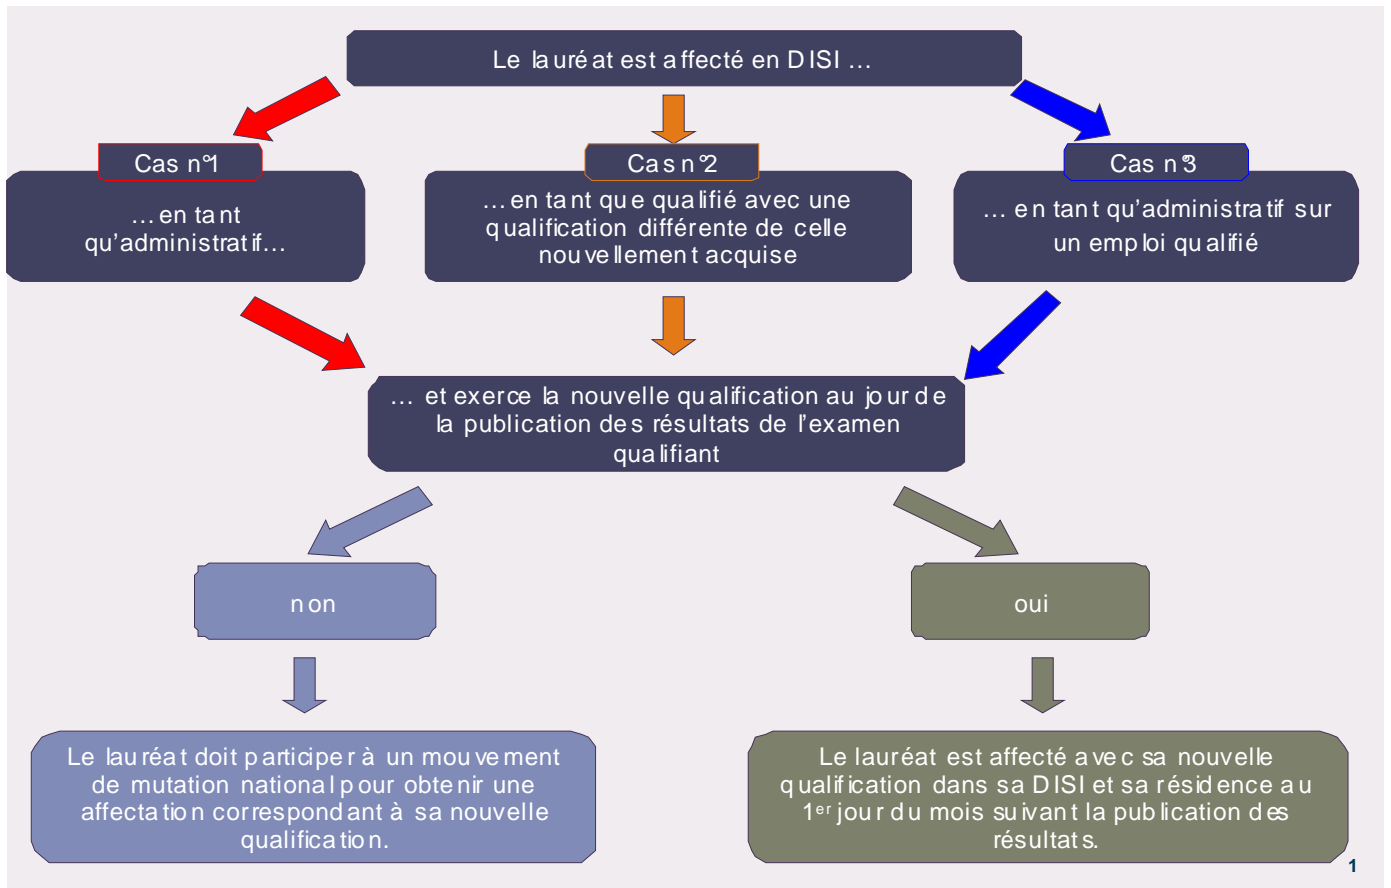 Le lauréat est affecté en DISI …
Cas n°1
Cas n°2
Cas n°3
… en tant
qu’administratif…
… en tant que qualifié avec une
qualification différente de celle
nouvellement acquise
… en tant qu’administratif sur
un emploi qualifié
… et exerce la nouvelle qualification au jour de
la publication des résultats de l’examen
qualifiant
non
oui
Le lauréat doit participer à un mouvement
de mutation national pour obtenir une
affectation correspondant à sa nouvelle
qualification.
Le lauréat est affecté avec sa nouvelle
qualification dans sa DISI et sa résidence au
1er jour du mois suivant la publication des
résultats.
1